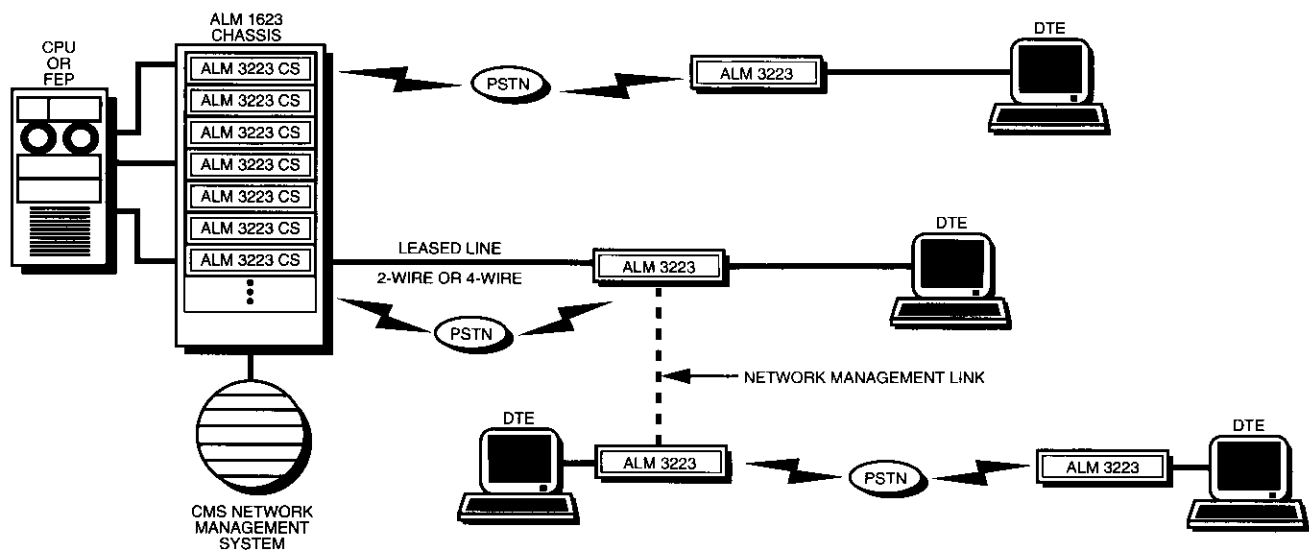 CPU
OR
FEP
ALM 1623
CHASSIS
ALM 3223 CS
ALM 3223 CS
ALM 3223 CS
ALM 3223 CS
ALM 3223 CS
ALM 3223 CS
ALM 3223 CS
PSTN
ALM 3223
DTE
LEASED LINE
2-WIRE OR 4-WIRE
ALM 3223
DTE
PSTN
NETWORK MANAGEMENT LINK
DTE
ALM 3223
PSTN
ALM 3223
DTE
CMS NETWORK
MANAGEMENT
SYSTEM